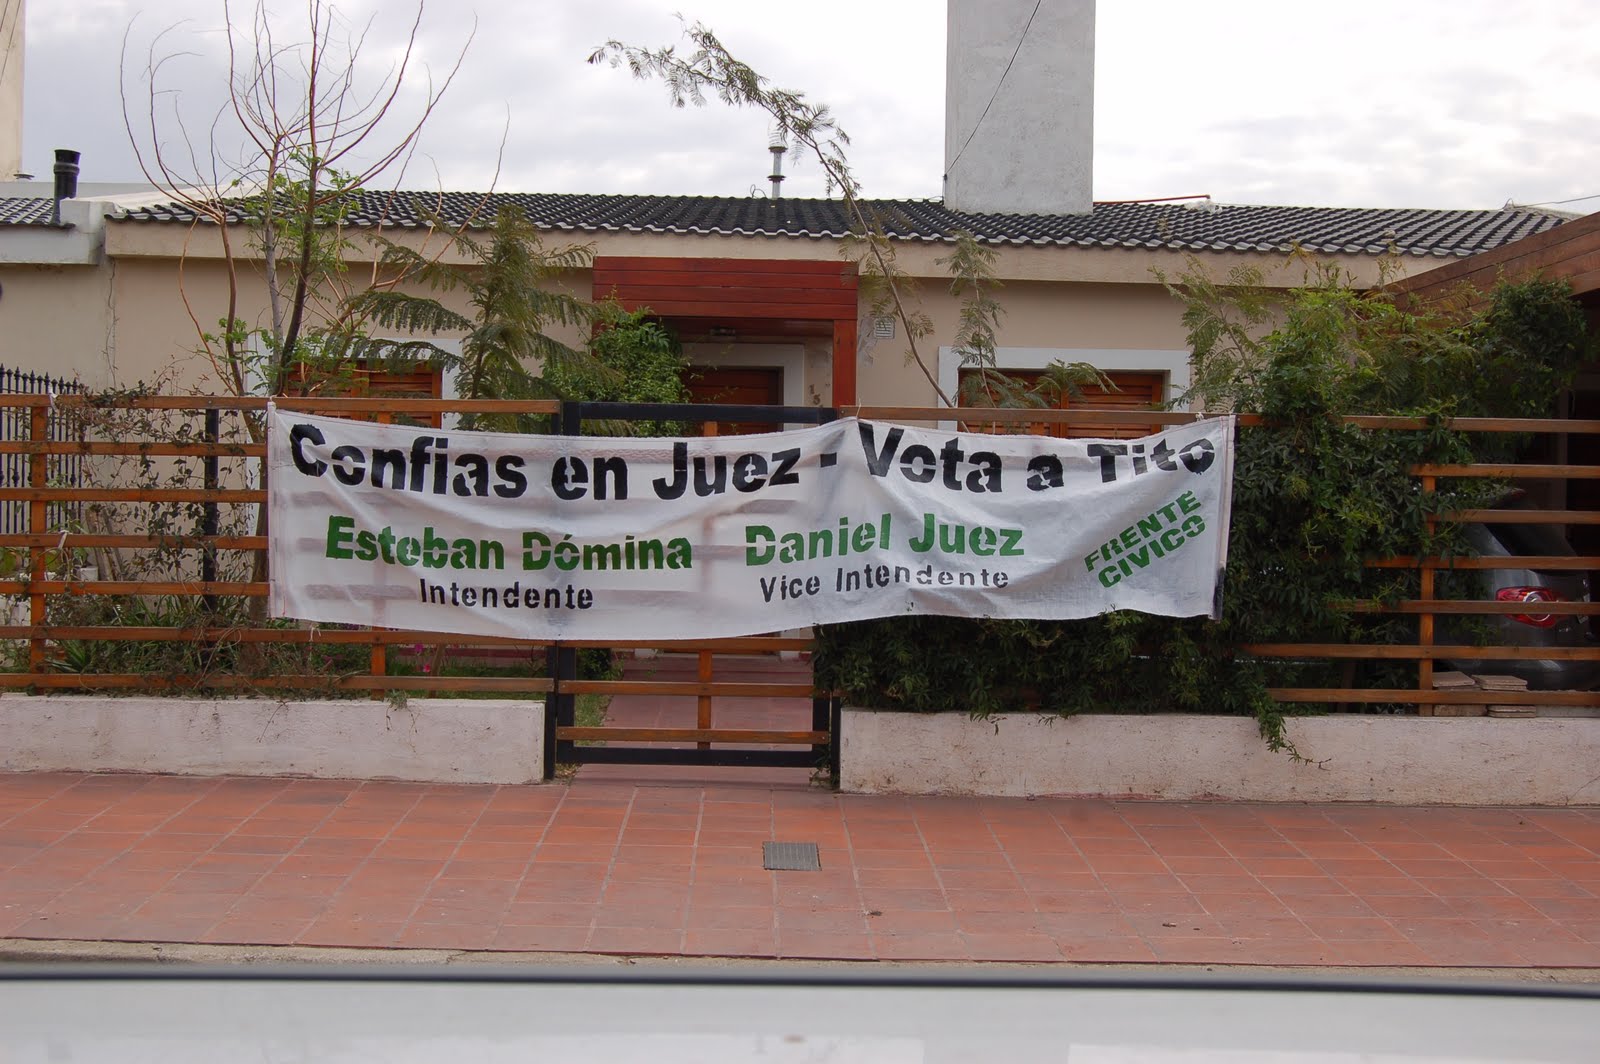 Confias en Juez - Vota a Tito
Esteban Dómina Daniel Juez
Intendente Vice Intendente
FRENTE
CIVICO